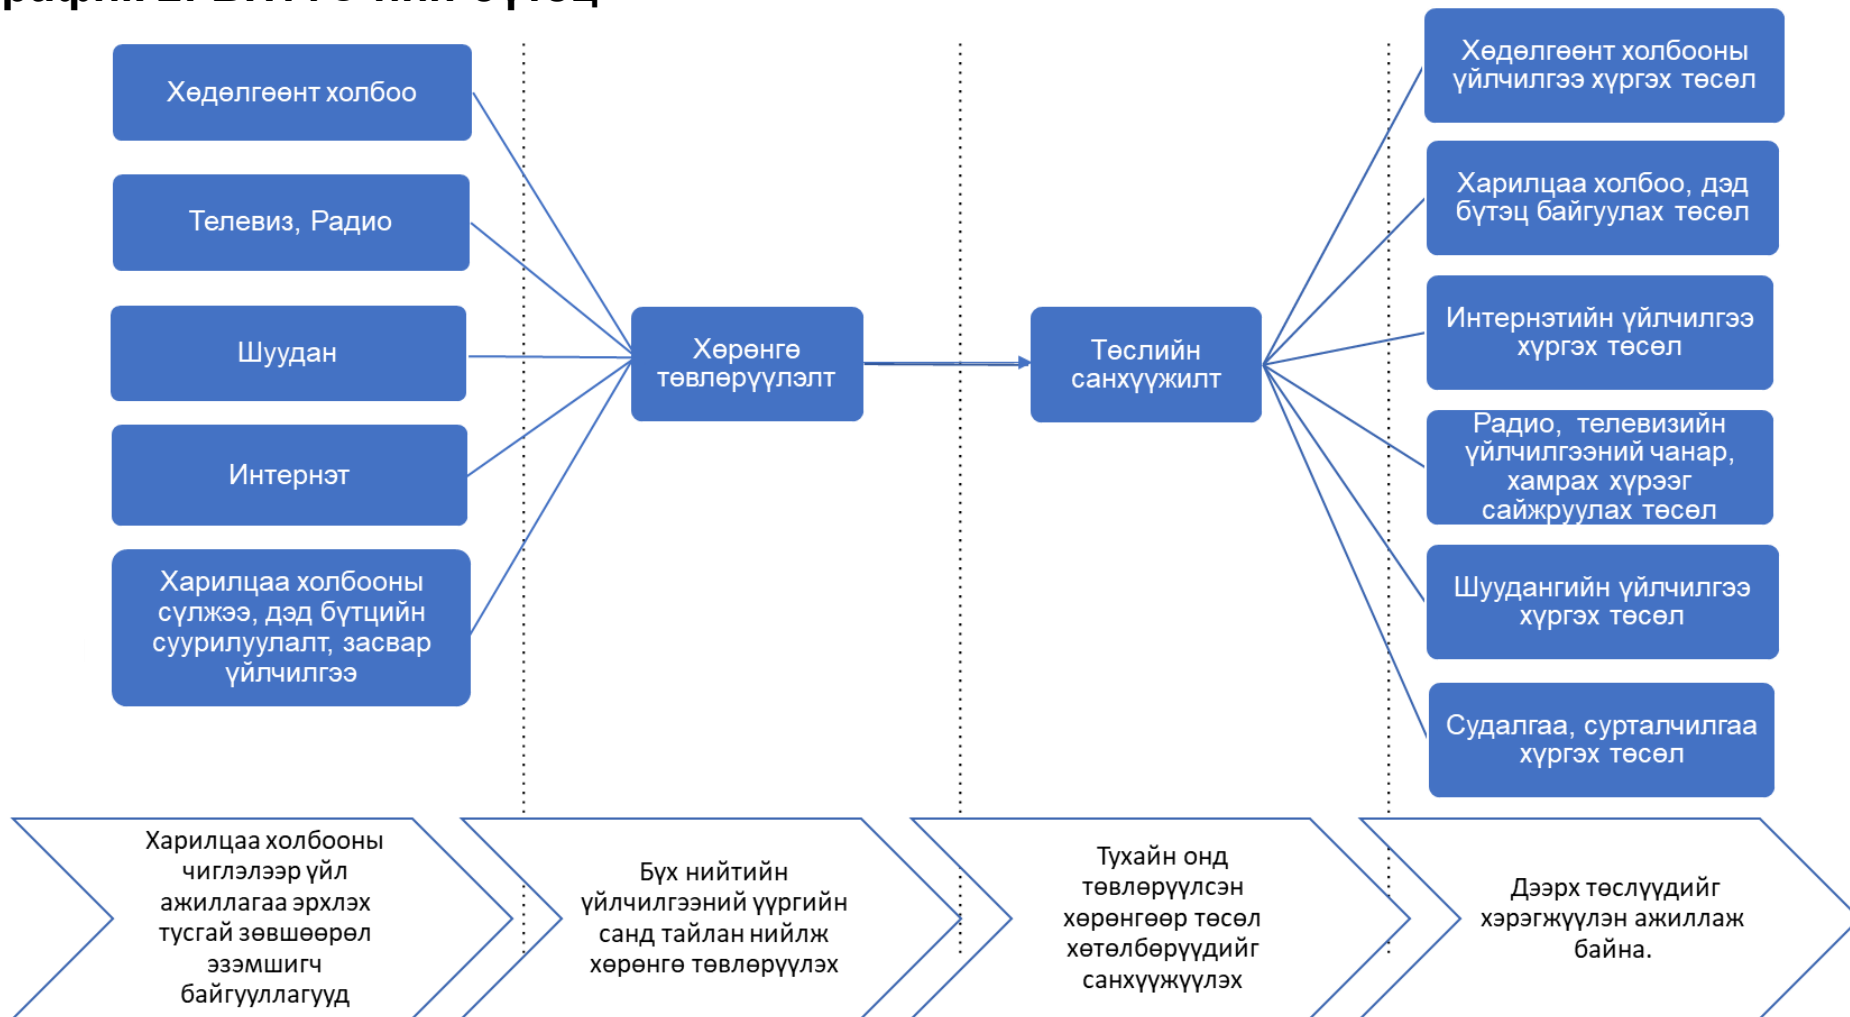 Хөдөлгөөнт холбоо
Телевиз, Радио
Шуудан
Интернэт
Харилцаа холбооны
сүлжээ, дэд бүтцийн
суурилуулалт, засвар
үйлчилгээ
Хөрөнгө
төвлөрүүлэлт
Төслийн
санхүүжилт
Хөдөлгөөнт холбооны
үйлчилгээ хүргэх төсөл
Харилцаа холбоо, дэд
бүтэц байгуулах төсөл
Интернэтийн үйлчилгээ
хүргэх төсөл
Радио, телевизийн
үйлчилгээний чанар,
хамрах хүрээг
сайжруулах төсөл
Шуудангийн үйлчилгээ
хүргэх төсөл
Судалгаа, сурталчилгаа
хүргэх төсөл
Харилцаа холбооны
чиглэлээр үйл
ажиллагаа эрхлэх
тусгай зөвшөөрөл
эзэмшигч
байгууллагууд
Бүх нийтийн
үйлчилгээний үүргийн
санд тайлан нийлж
хөрөнгө төвлөрүүлэх
Тухайн онд
төвлөрүүлсэн
хөрөнгөөр төсөл
хөтөлбөрүүдийг
санхүүжүүлэх
Дээрх төслүүдийг
хэрэгжүүлэн ажиллаж
байна.